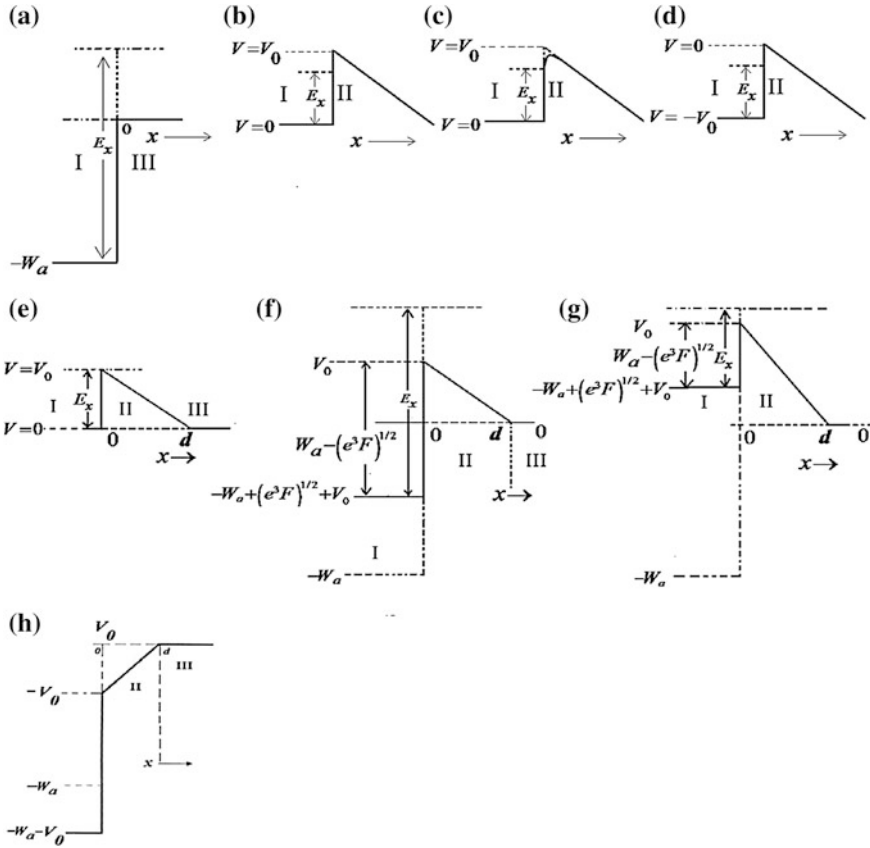 (a)
0
x
I
E_x
III
-W_a
(b)
V=V_0
I
E_x
II
V=0
x
(c)
V=V_0
I
E_x
II
V=0
x
(d)
V=0
I
E_x
II
V=-V_0
x
(e)
V=V_0
I
E_x
II
III
V=0
0
d
x
(f)
V_0
E_x
W_a-(e^3F)^{1/2}
0
d
0
II
III
-W_a+(e^3F)^{1/2}+V_0
x
I
-W_a
(g)
V_0
W_a-(e^3F)^{1/2}
E_x
-W_a+(e^3F)^{1/2}+V_0
I
II
0
d
0
x
-W_a
(h)
V_0
0
d
III
II
-V_0
x
-W_a
-W_a-V_0